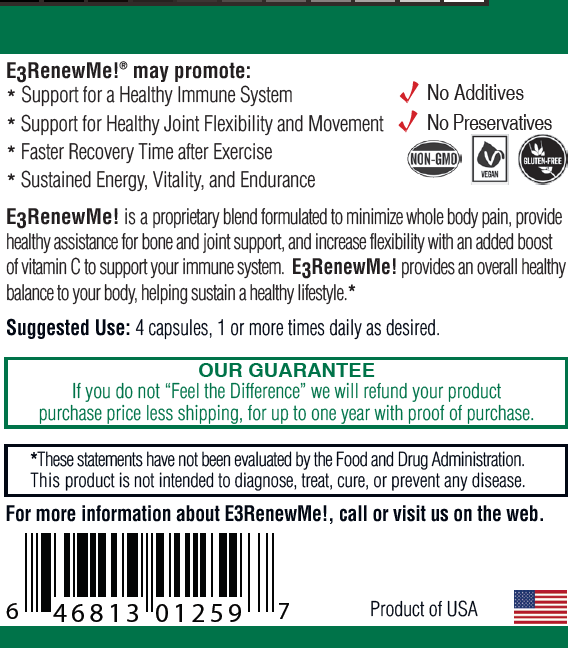 E3RenewMe!® may promote:
* Support for a Healthy Immune System
* Support for Healthy Joint Flexibility and Movement
* Faster Recovery Time after Exercise
* Sustained Energy, Vitality, and Endurance
No Additives
No Preservatives
NON-GMO
VEGAN
GLUTEN-FREE
E3RenewMe! is a proprietary blend formulated to minimize whole body pain, provide
healthy assistance for bone and joint support, and increase flexibility with an added boost
of vitamin C to support your immune system. E3RenewMe! provides an overall healthy
balance to your body, helping sustain a healthy lifestyle.*
Suggested Use: 4 capsules, 1 or more times daily as desired.
OUR GUARANTEE
If you do not “Feel the Difference” we will refund your product
purchase price less shipping, for up to one year with proof of purchase.
*These statements have not been evaluated by the Food and Drug Administration.
This product is not intended to diagnose, treat, cure, or prevent any disease.
For more information about E3RenewMe!, call or visit us on the web.
6 46813 01259 7
Product of USA